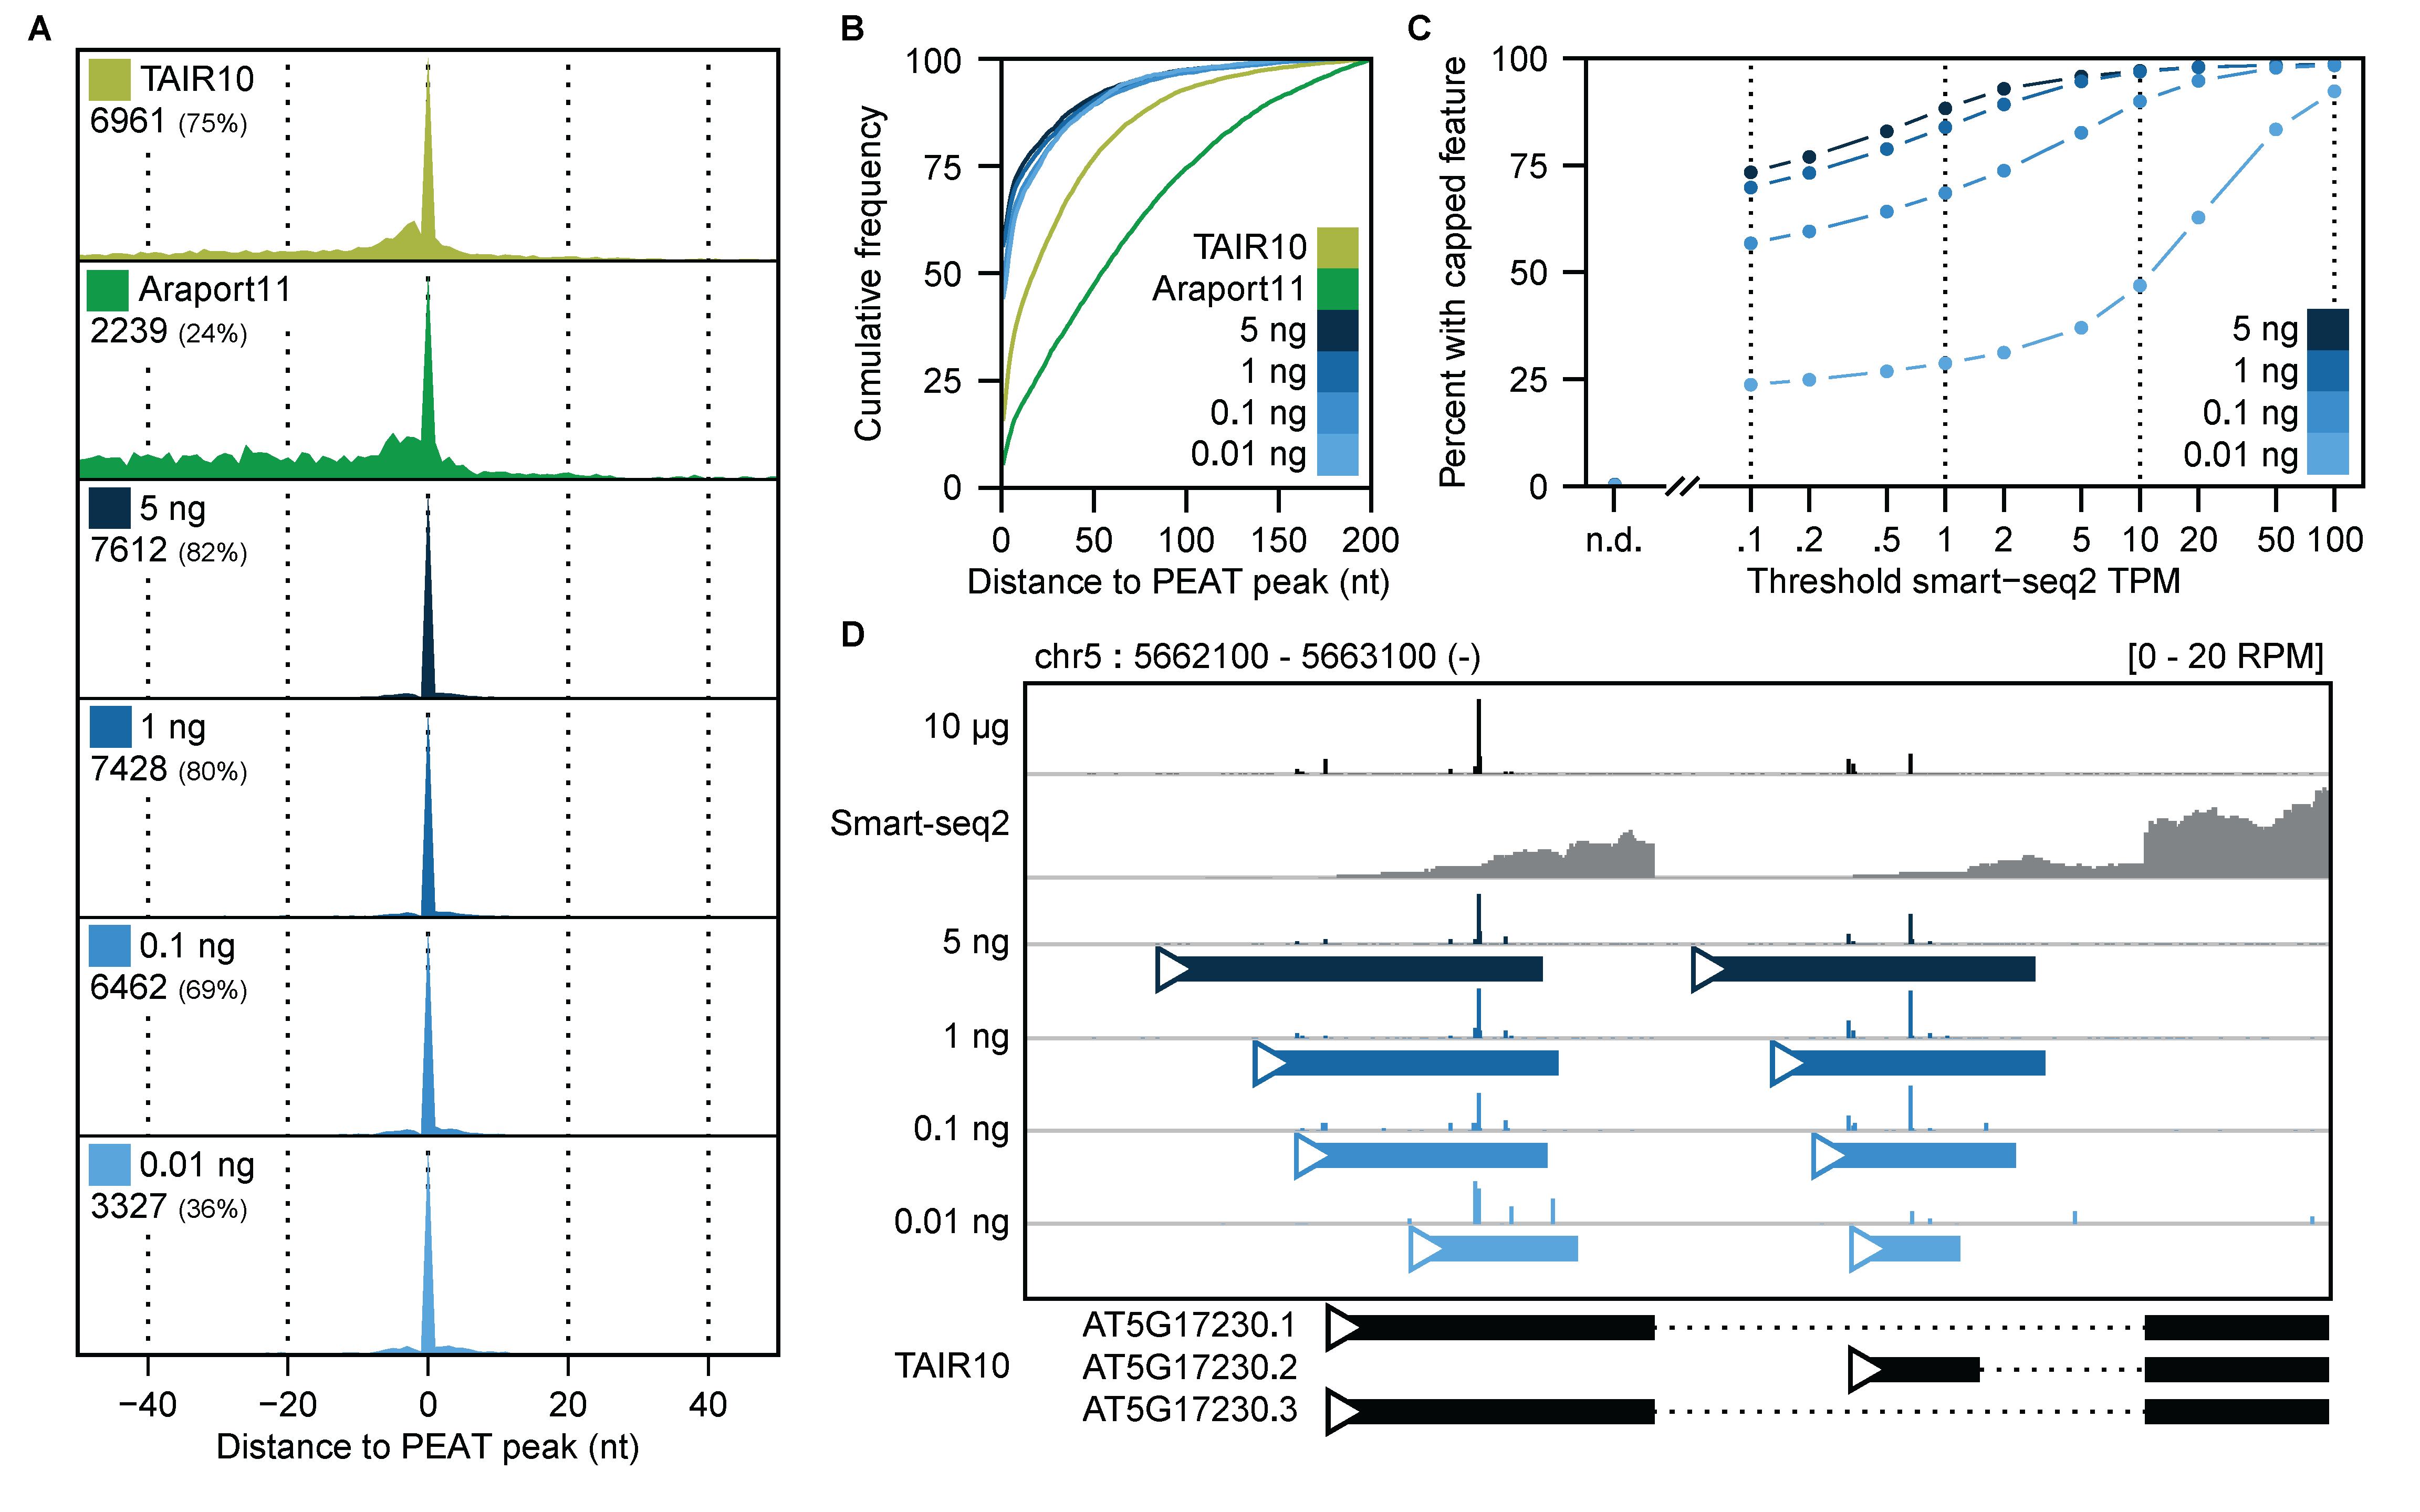 A
TAIR10
6961 (75%)
Araport11
2239 (24%)
5 ng
7612 (82%)
1 ng
7428 (80%)
0.1 ng
6462 (69%)
0.01 ng
3327 (36%)
−40 −20 0 20 40
Distance to PEAT peak (nt)
B
Cumulative frequency
100
75
50
25
0
TAIR10
Araport11
5 ng
1 ng
0.1 ng
0.01 ng
0 50 100 150 200
Distance to PEAT peak (nt)
C
Percent with capped feature
100
75
50
25
0
5 ng
1 ng
0.1 ng
0.01 ng
n.d. .1 .2 .5 1 2 5 10 20 50 100
Threshold smart−seq2 TPM
D
chr5 : 5662100 - 5663100 (-) [0 - 20 RPM]
10 µg
Smart-seq2
5 ng
1 ng
0.1 ng
0.01 ng
TAIR10
AT5G17230.1
AT5G17230.2
AT5G17230.3